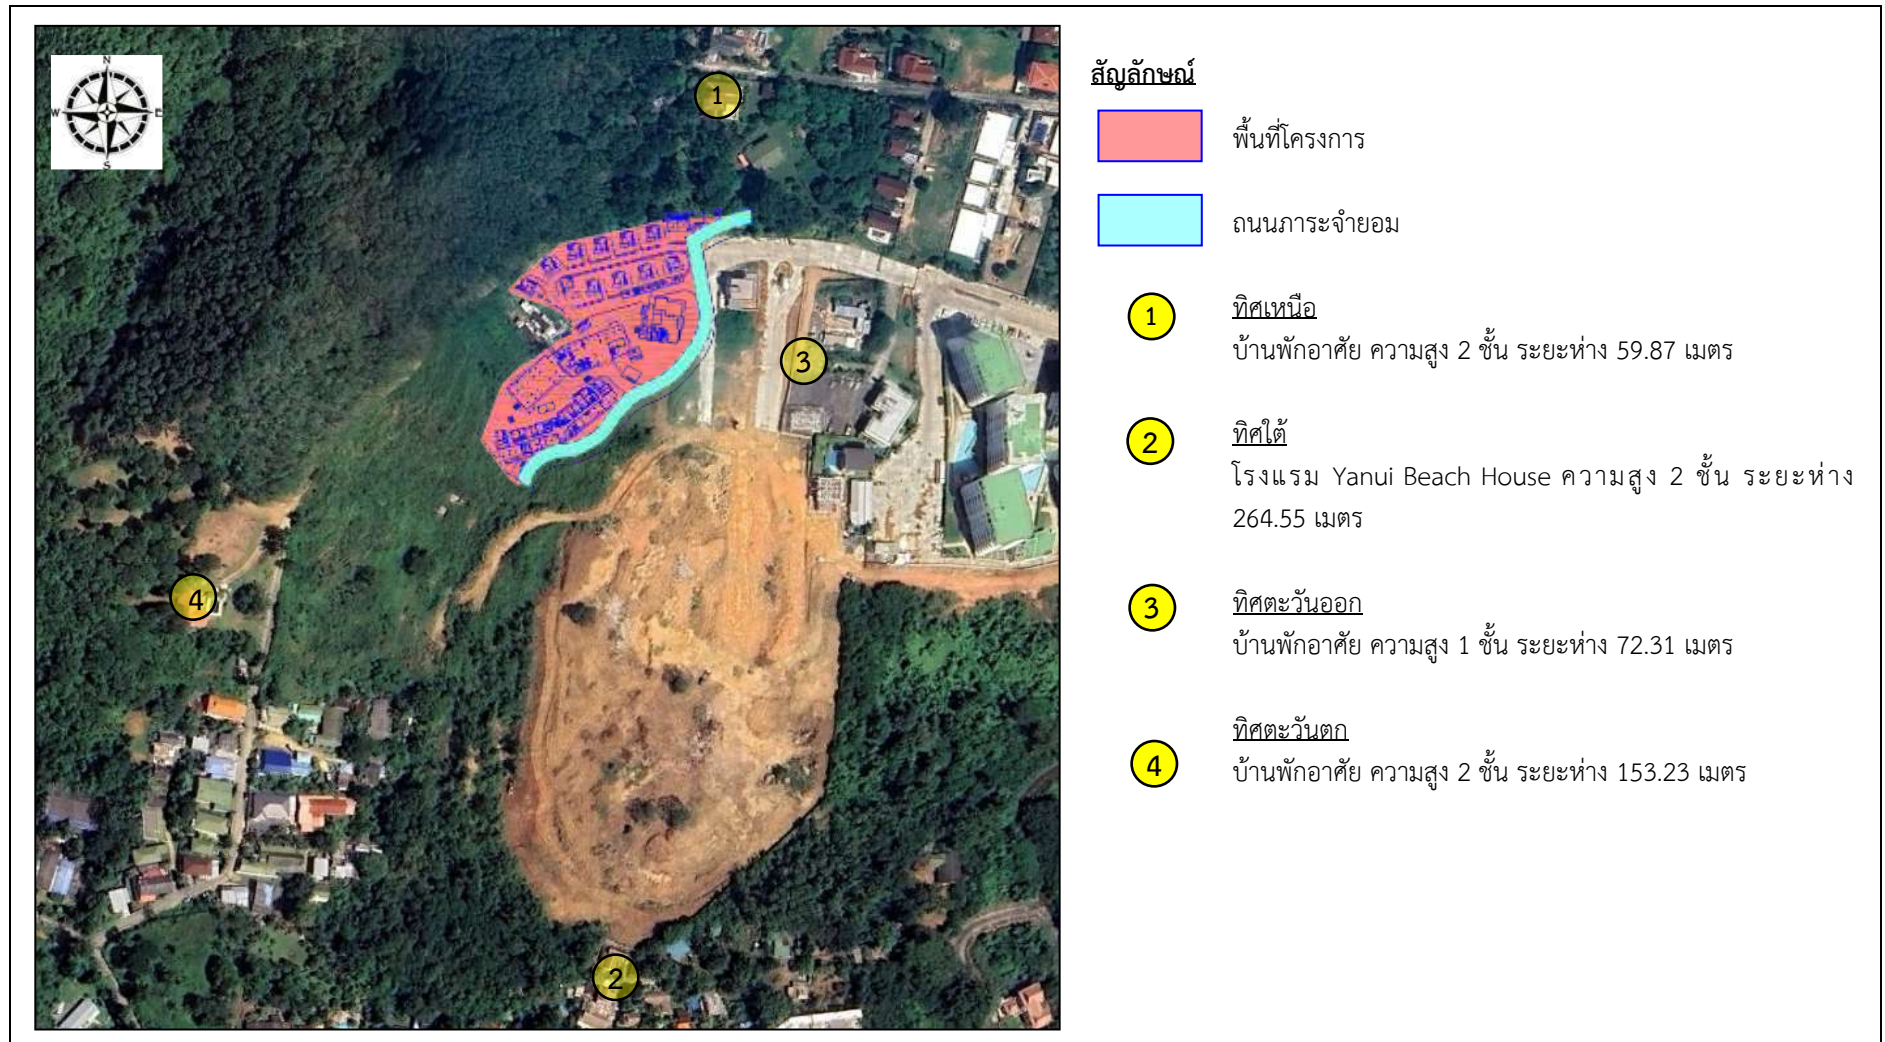 N
W
E
S
1
3
4
2
สัญลักษณ์
พื้นที่โครงการ
ถนนภาระจำยอม
1
ทิศเหนือ
บ้านพักอาศัย ความสูง 2 ชั้น ระยะห่าง 59.87 เมตร
2
ทิศใต้
โรงแรม Yanui Beach House ความสูง 2 ชั้น ระยะห่าง
264.55 เมตร
3
ทิศตะวันออก
บ้านพักอาศัย ความสูง 1 ชั้น ระยะห่าง 72.31 เมตร
ทิศตะวันตก
4
บ้านพักอาศัย ความสูง 2 ชั้น ระยะห่าง 153.23 เมตร